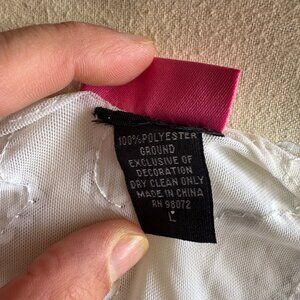 100% POLYESTER
GROUND
EXCLUSIVE OF
DECORATION
DRY CLEAN ONLY
MADE IN CHINA
RN 98072
L